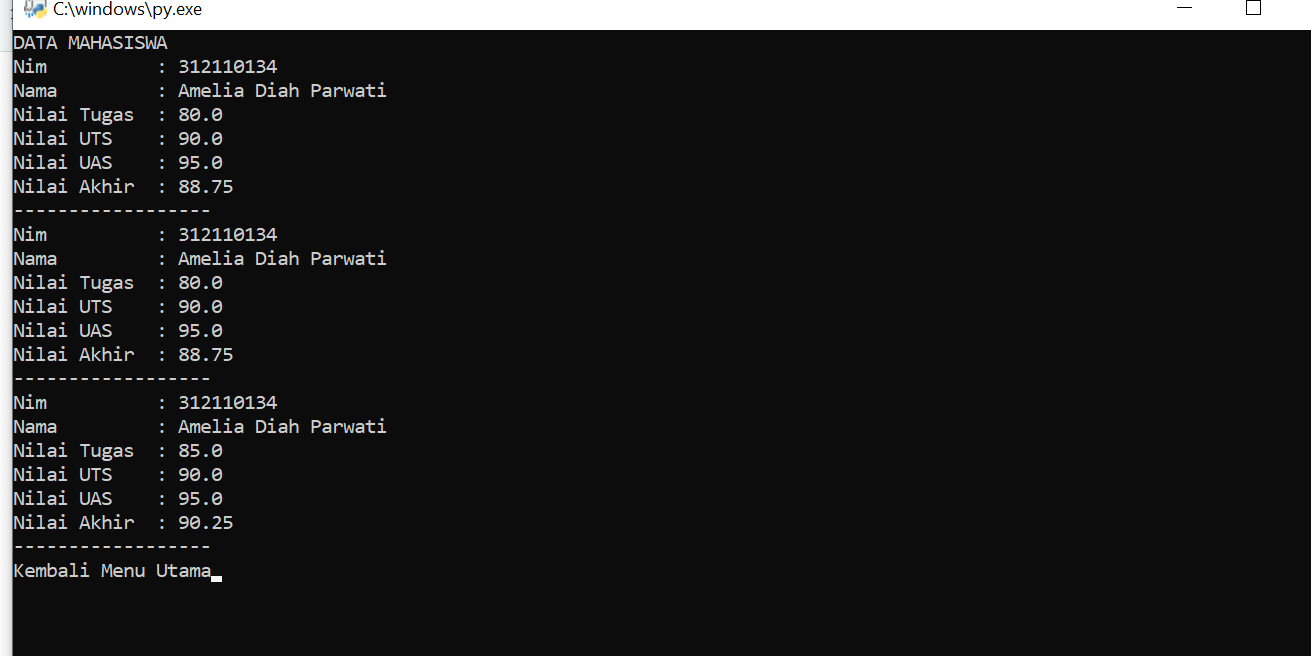 C:\windows\py.exe
DATA MAHASISWA
Nim          : 312110134
Nama         : Amelia Diah Parwati
Nilai Tugas  : 80.0
Nilai UTS    : 90.0
Nilai UAS    : 95.0
Nilai Akhir  : 88.75
------------------
Nim          : 312110134
Nama         : Amelia Diah Parwati
Nilai Tugas  : 80.0
Nilai UTS    : 90.0
Nilai UAS    : 95.0
Nilai Akhir  : 88.75
------------------
Nim          : 312110134
Nama         : Amelia Diah Parwati
Nilai Tugas  : 85.0
Nilai UTS    : 90.0
Nilai UAS    : 95.0
Nilai Akhir  : 90.25
------------------
Kembali Menu Utama